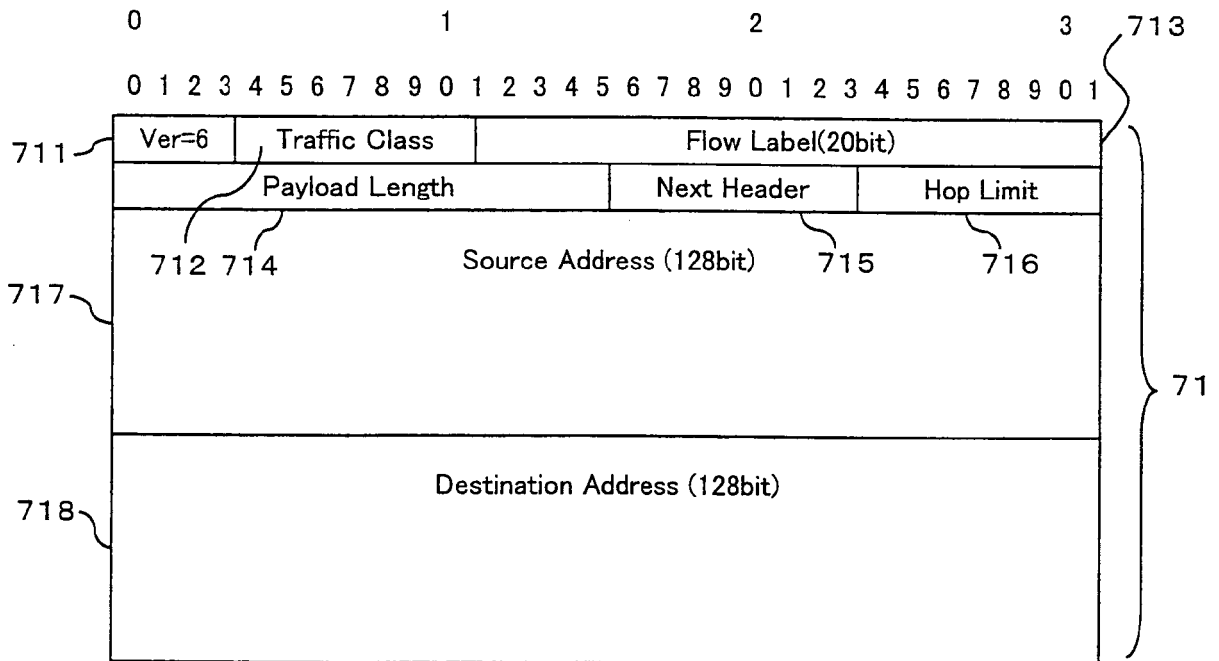 0 1 2 3 713
0 1 2 3 4 5 6 7 8 9 0 1 2 3 4 5 6 7 8 9 0 1 2 3 4 5 6 7 8 9 0 1
711 Ver=6 Traffic Class Flow Label(20bit)
Payload Length Next Header Hop Limit
712 714 Source Address (128bit) 715 716
717
71
Destination Address (128bit)
718